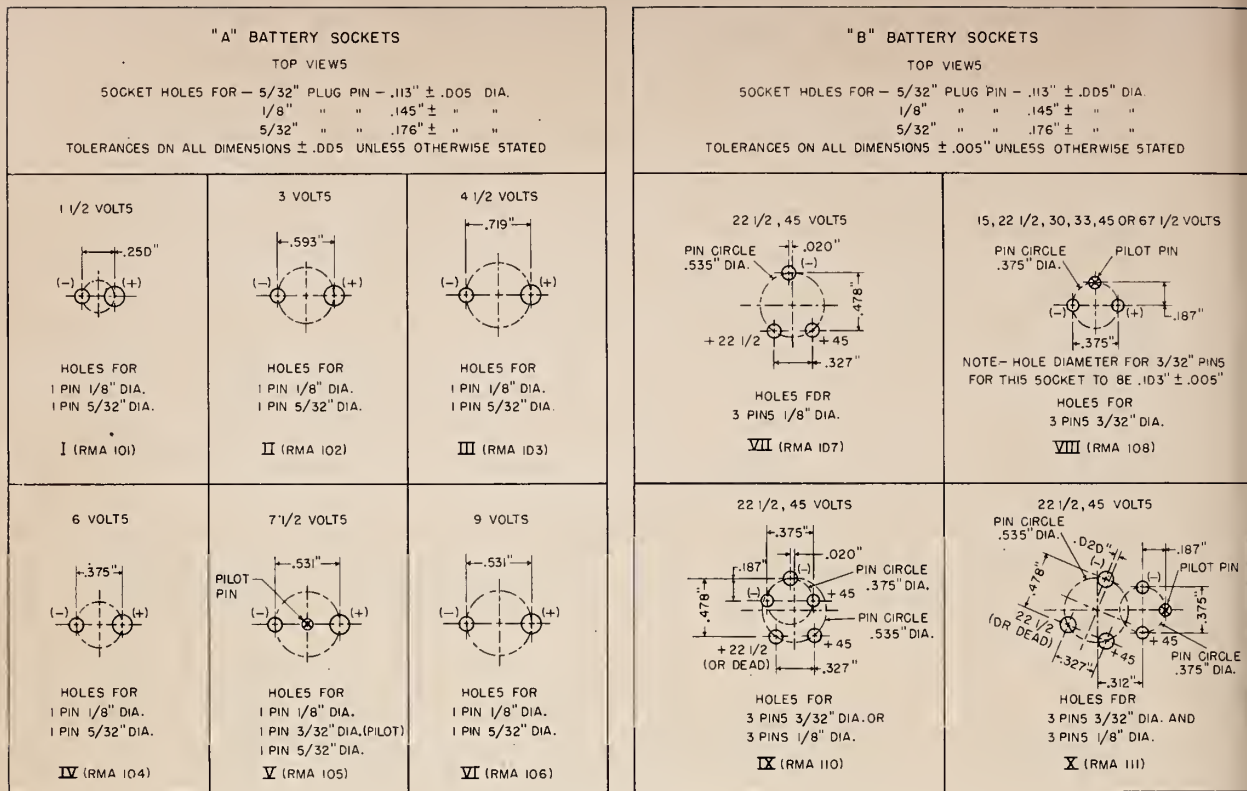 "A" BATTERY SOCKETS
TOP VIEWS
SOCKET HOLES FOR — 5/32" PLUG PIN — .113" ± .005 DIA.
1/8" " " .145" ± " "
5/32" " " .176" ± " "
TOLERANCES ON ALL DIMENSIONS ± .005 UNLESS OTHERWISE STATED
1 1/2 VOLTS
.250"
(-) (+)
HOLES FOR
1 PIN 1/8" DIA.
1 PIN 5/32" DIA.
I (RMA 101)
3 VOLTS
.593"
(-) (+)
HOLES FOR
1 PIN 1/8" DIA.
1 PIN 5/32" DIA.
II (RMA 102)
4 1/2 VOLTS
.719"
(-) (+)
HOLES FOR
1 PIN 1/8" DIA.
1 PIN 5/32" DIA.
III (RMA 103)
6 VOLTS
.375"
(-) (+)
HOLES FOR
1 PIN 1/8" DIA.
1 PIN 5/32" DIA.
IV (RMA 104)
7 1/2 VOLTS
.531"
PILOT
PIN
(-) (+)
HOLES FOR
1 PIN 1/8" DIA.
1 PIN 3/32" DIA.(PILOT)
1 PIN 5/32" DIA.
V (RMA 105)
9 VOLTS
.531"
(-) (+)
HOLES FOR
1 PIN 1/8" DIA.
1 PIN 5/32" DIA.
VI (RMA 106)
"B" BATTERY SOCKETS
TOP VIEWS
SOCKET HOLES FOR — 5/32" PLUG PIN — .113" ± .005" DIA.
1/8" " " .145" ± " "
5/32" " " .176" ± " "
TOLERANCES ON ALL DIMENSIONS ± .005" UNLESS OTHERWISE STATED
22 1/2, 45 VOLTS
PIN CIRCLE
.535" DIA.
.020"
(-)
.478"
+ 22 1/2
+ 45
.327"
HOLES FOR
3 PINS 1/8" DIA.
VII (RMA 107)
15, 22 1/2, 30, 33, 45 OR 67 1/2 VOLTS
PIN CIRCLE
.375" DIA.
PILOT PIN
(-) (+)
.187"
.375"
NOTE— HOLE DIAMETER FOR 3/32" PINS
FOR THIS SOCKET TO BE .103" ± .005"
HOLES FOR
3 PINS 3/32" DIA.
VIII (RMA 108)
22 1/2, 45 VOLTS
.375"
.020"
.187"
(-)
PIN CIRCLE
.375" DIA.
.478"
(-)
+45
PIN CIRCLE
.535" DIA.
+ 22 1/2
(OR DEAD)
+ 45
.327"
HOLES FOR
3 PINS 3/32" DIA. OR
3 PINS 1/8" DIA.
IX (RMA 110)
22 1/2, 45 VOLTS
PIN CIRCLE
.535" DIA.
.020"
(-)
.187"
(-)
PILOT PIN
.478"
.375"
22 1/2
(OR DEAD)
+45
+45
.327"
.312"
PIN CIRCLE
.375" DIA.
HOLES FOR
3 PINS 3/32" DIA. AND
3 PINS 1/8" DIA.
X (RMA 111)